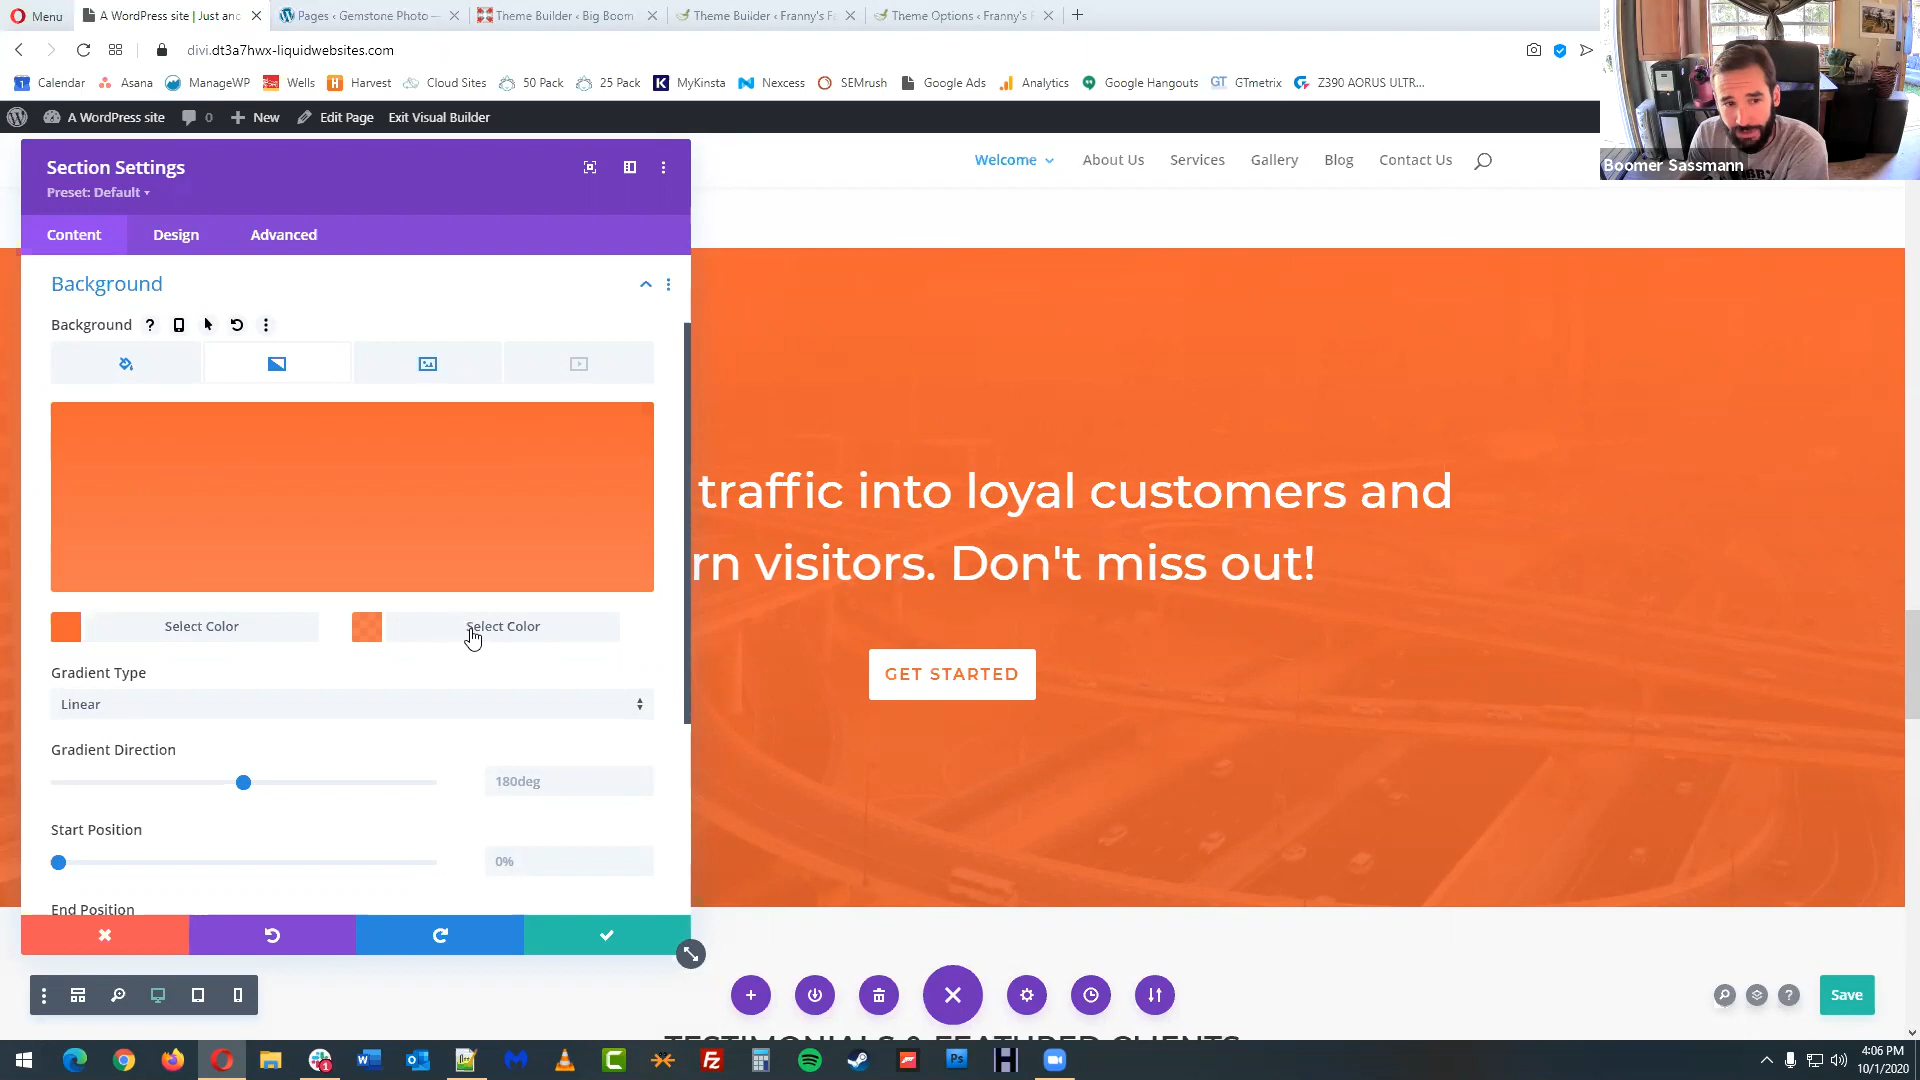 Menu
A WordPress site | Just and
Pages ‹ Gemstone Photo —
Theme Builder ‹ Big Boom
Theme Builder ‹ Franny's F
Theme Options ‹ Franny's F
divi.dt3a7hwx-liquidwebsites.com
Calendar
Asana
ManageWP
Wells
Harvest
Cloud Sites
50 Pack
25 Pack
MyKinsta
Nexcess
SEMrush
Google Ads
Analytics
Google Hangouts
GTmetrix
Z390 AORUS ULTR...
A WordPress site
0
New
Edit Page
Exit Visual Builder
Boomer Sassmann
Section Settings
Preset: Default
Welcome
About Us
Services
Gallery
Blog
Contact Us
Content
Design
Advanced
Background
Background
traffic into loyal customers and
rn visitors. Don't miss out!
GET STARTED
Select Color
Select Color
Gradient Type
Linear
Gradient Direction
180deg
Start Position
0%
End Position
Save
TESTIMONIALS & FEATURED CLIENTS
4:06 PM
10/1/2020